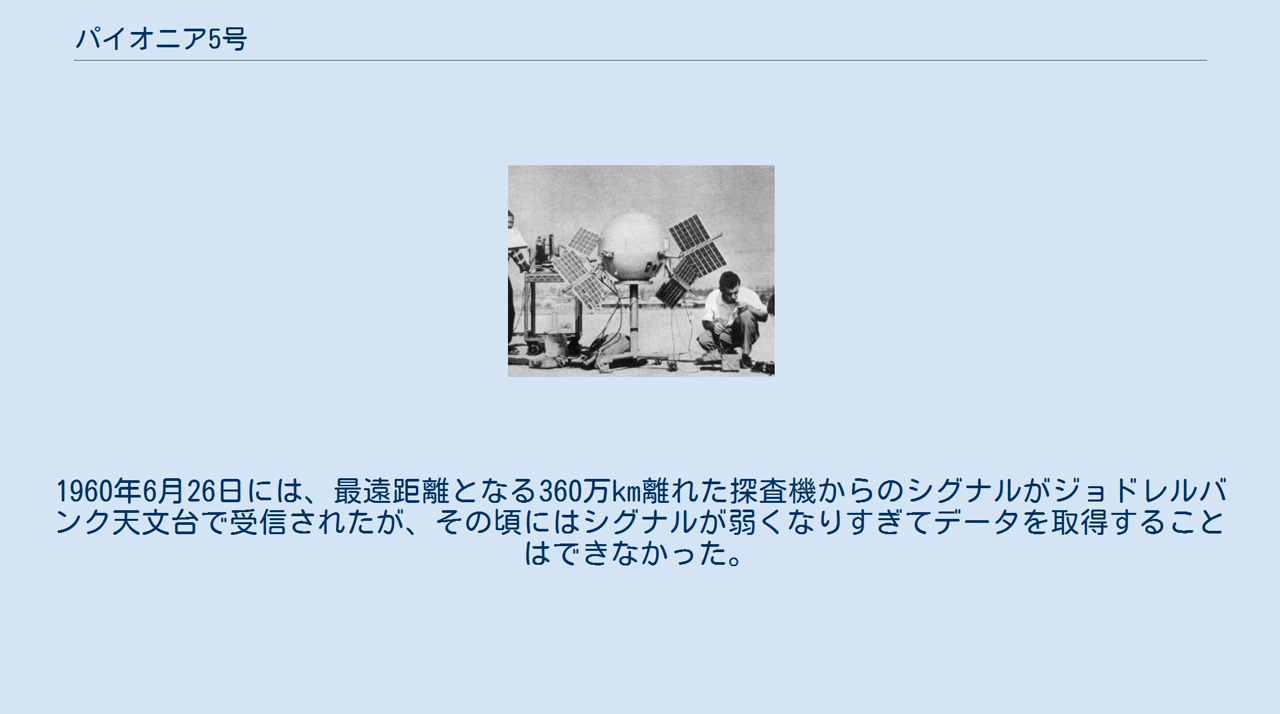 パイオニア5号
1960年6月26日には、最遠距離となる360万km離れた探査機からのシグナルがジョドレルバ
ンク天文台で受信されたが、その頃にはシグナルが弱くなりすぎてデータを取得すること
はできなかった。